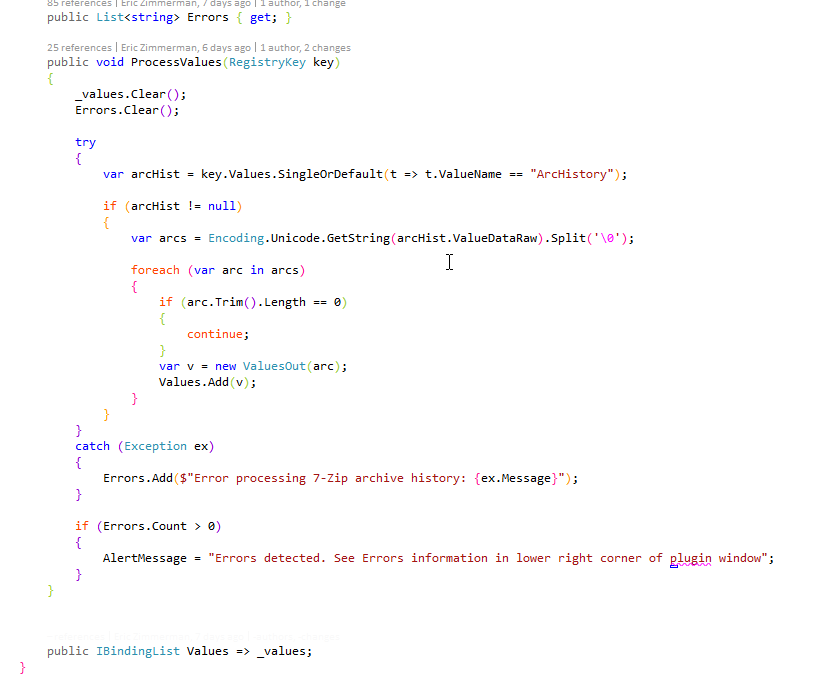 85 references | Eric Zimmerman, 7 days ago | 1 author, 1 change
public List<string> Errors { get; }
25 references | Eric Zimmerman, 6 days ago | 1 author, 2 changes
public void ProcessValues(RegistryKey key)
{
_values.Clear();
Errors.Clear();
try
{
var arcHist = key.Values.SingleOrDefault(t => t.ValueName == "ArcHistory");
if (arcHist != null)
{
var arcs = Encoding.Unicode.GetString(arcHist.ValueDataRaw).Split('\0');
foreach (var arc in arcs)
{
if (arc.Trim().Length == 0)
{
continue;
}
var v = new ValuesOut(arc);
Values.Add(v);
}
}
}
catch (Exception ex)
{
Errors.Add($"Error processing 7-Zip archive history: {ex.Message}");
}
if (Errors.Count > 0)
{
AlertMessage = "Errors detected. See Errors information in lower right corner of plugin window";
}
}
public IBindingList Values => _values;
}